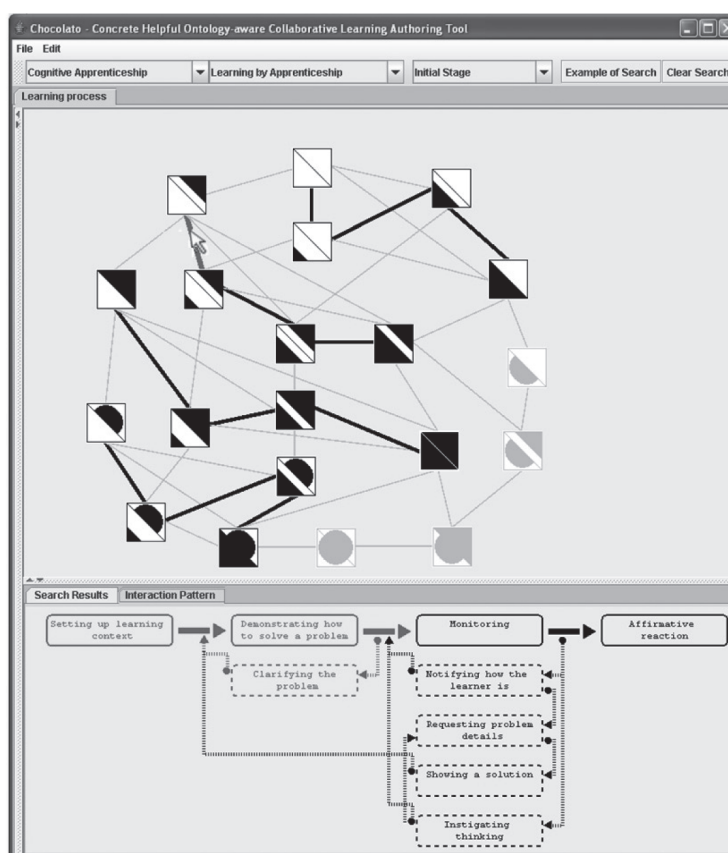 Chocolato - Concrete Helpful Ontology-aware Collaborative Learning Authoring Tool
File Edit
Cognitive Apprenticeship Learning by Apprenticeship Initial Stage Example of Search Clear Search
Learning process
Search Results Interaction Pattern
Setting up learning
context
Demonstrating how
to solve a problem
Monitoring
Affirmative
reaction
Clarifying the
problem
Notifying how the
learner is
Requesting problem
details
Showing a solution
Instigating
thinking